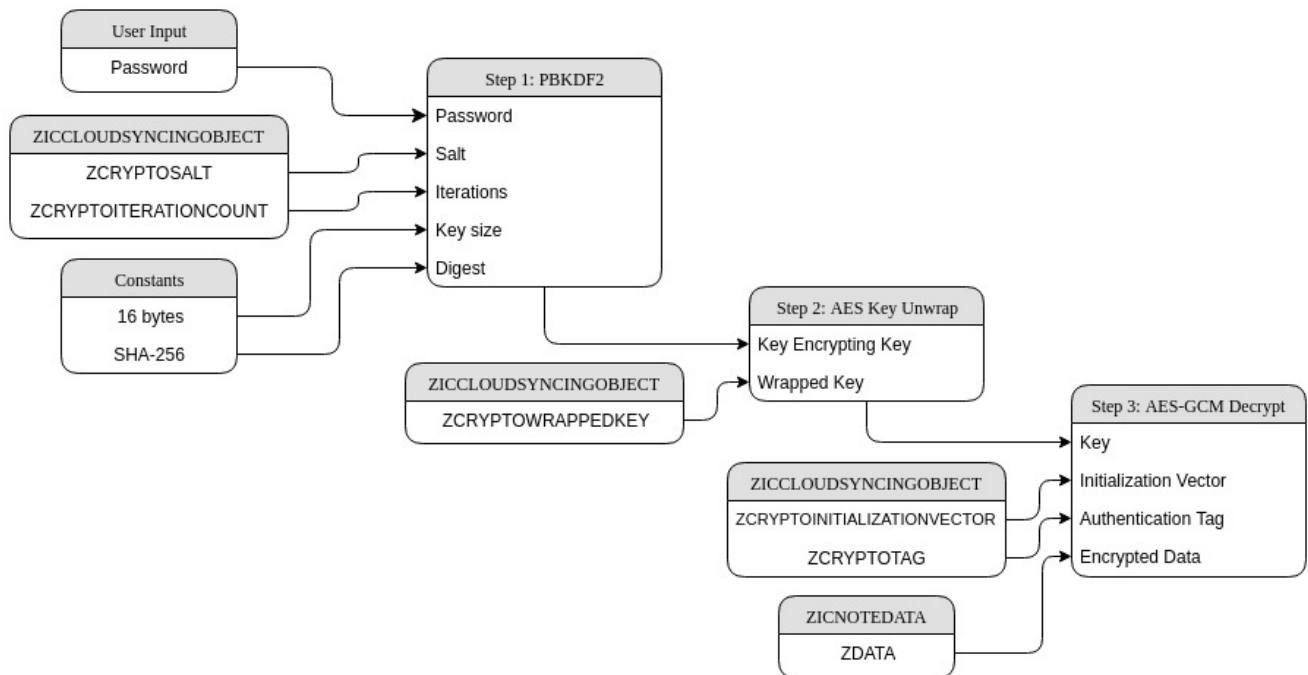 User Input
Password
ZICCLOUDSYNCINGOBJECT
ZCRYPTOSALT
ZCRYPTOITERATIONCOUNT
Constants
16 bytes
SHA-256
Step 1: PBKDF2
Password
Salt
Iterations
Key size
Digest
ZICCLOUDSYNCINGOBJECT
ZCRYPTOWRAPPEDKEY
Step 2: AES Key Unwrap
Key Encrypting Key
Wrapped Key
ZICCLOUDSYNCINGOBJECT
ZCRYPTOINITIALIZATIONVECTOR
ZCRYPTOTAG
ZICNOTEDATA
ZDATA
Step 3: AES-GCM Decrypt
Key
Initialization Vector
Authentication Tag
Encrypted Data